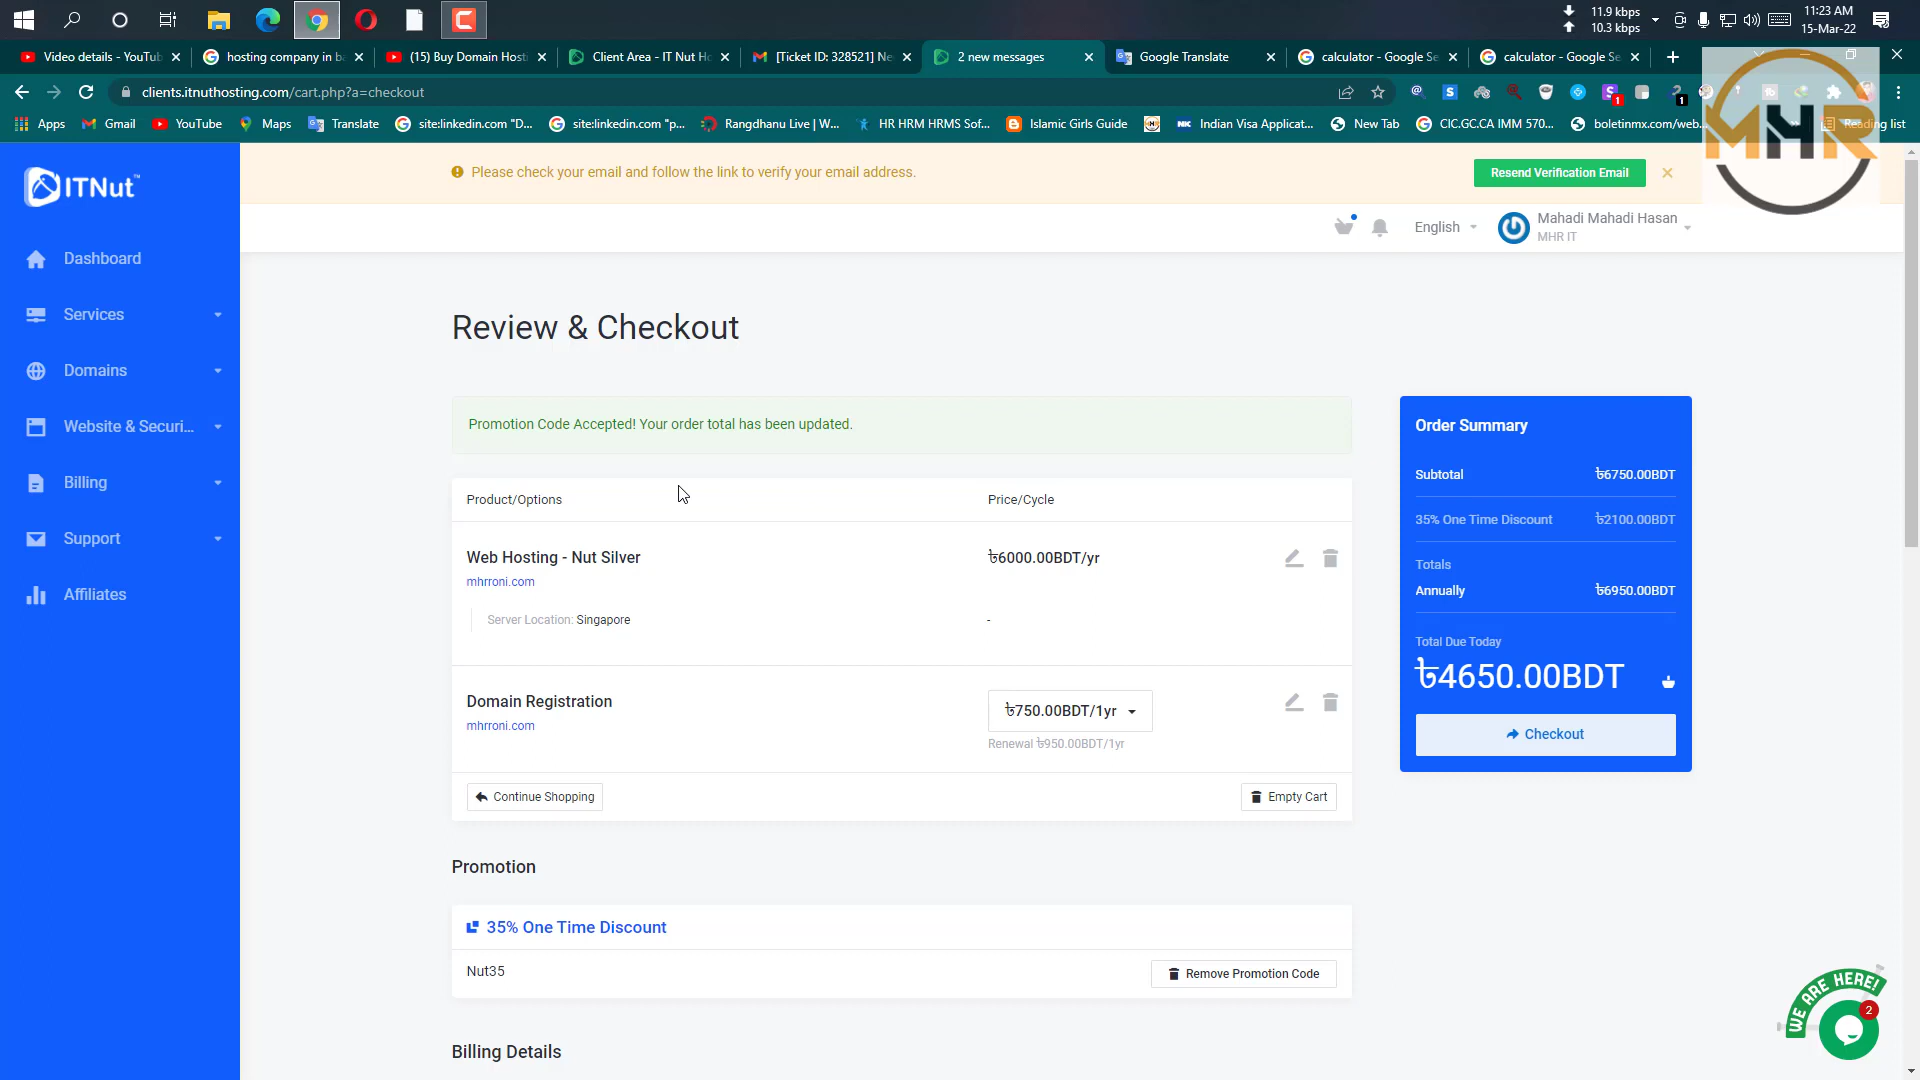 11.9 kbps
10.3 kbps
11:23 AM
15-Mar-22
Video details - YouTub
hosting company in ba
(15) Buy Domain Hosti
Client Area - IT Nut Ho
[Ticket ID: 328521] Ne
2 new messages
Google Translate
calculator - Google Se
calculator - Google Se
clients.itnuthosting.com/cart.php?a=checkout
Apps
Gmail
YouTube
Maps
Translate
site:linkedin.com "D...
site:linkedin.com "p...
Rangdhanu Live | W...
HR HRM HRMS Sof...
Islamic Girls Guide
Indian Visa Applicat...
New Tab
CIC.GC.CA IMM 570...
boletinmx.com/web...
Reading list
MHR
ITNut™
Please check your email and follow the link to verify your email address.
Resend Verification Email
English
Mahadi Mahadi Hasan
MHR IT
Dashboard
Services
Domains
Website & Securi...
Billing
Support
Affiliates
Review & Checkout
Promotion Code Accepted! Your order total has been updated.
Product/Options
Price/Cycle
Web Hosting - Nut Silver
৳6000.00BDT/yr
mhrroni.com
Server Location: Singapore
-
Domain Registration
৳750.00BDT/1yr
mhrroni.com
Renewal ৳950.00BDT/1yr
Continue Shopping
Empty Cart
Order Summary
Subtotal ৳6750.00BDT
35% One Time Discount ৳2100.00BDT
Totals
Annually ৳6950.00BDT
Total Due Today
৳4650.00BDT
Checkout
Promotion
35% One Time Discount
Nut35
Remove Promotion Code
Billing Details
WE ARE HERE!
2